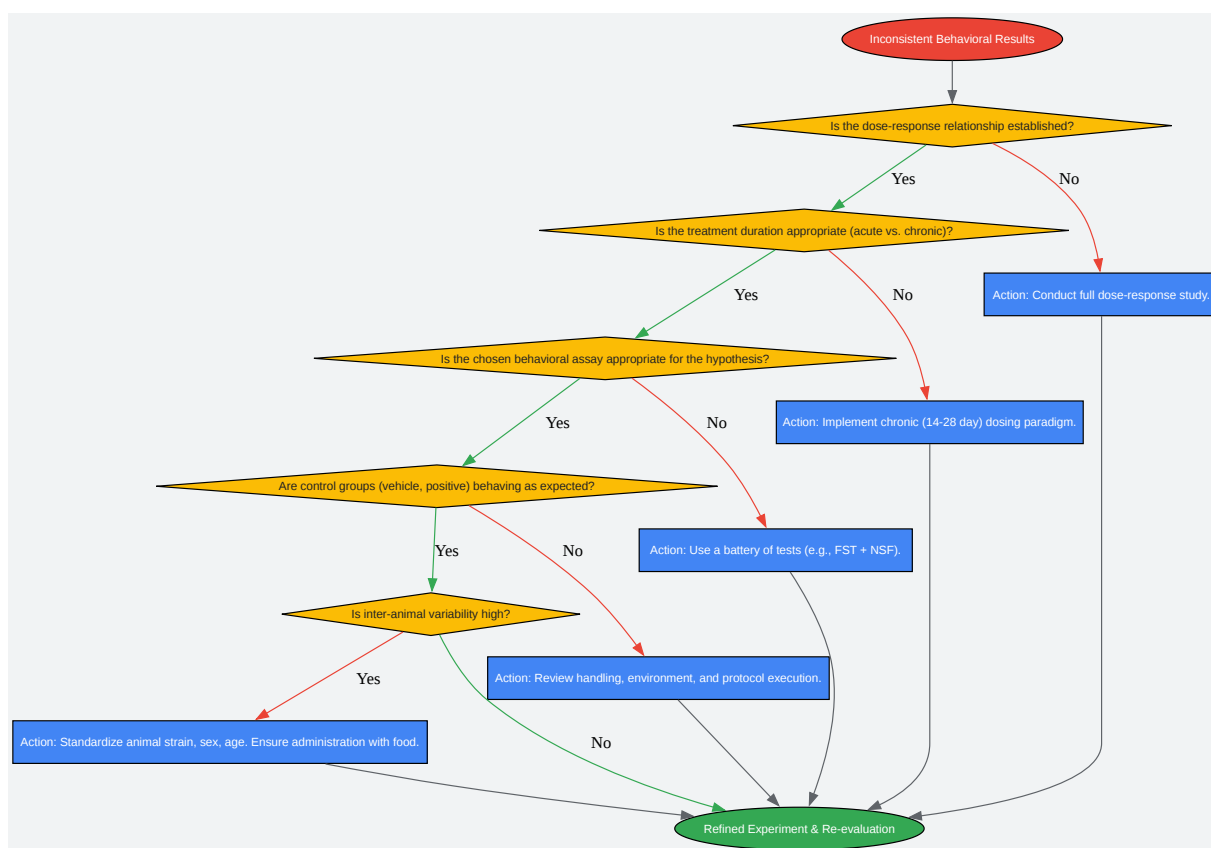 Inconsistent Behavioral Results
Is the dose-response relationship established?
Yes
No
Is the treatment duration appropriate (acute vs. chronic)?
Yes
No
Action: Conduct full dose-response study.
Is the chosen behavioral assay appropriate for the hypothesis?
Yes
No
Action: Implement chronic (14-28 day) dosing paradigm.
Are control groups (vehicle, positive) behaving as expected?
Yes
No
Action: Use a battery of tests (e.g., FST + NSF).
Is inter-animal variability high?
Yes
No
Action: Review handling, environment, and protocol execution.
Action: Standardize animal strain, sex, age. Ensure administration with food.
Refined Experiment & Re-evaluation